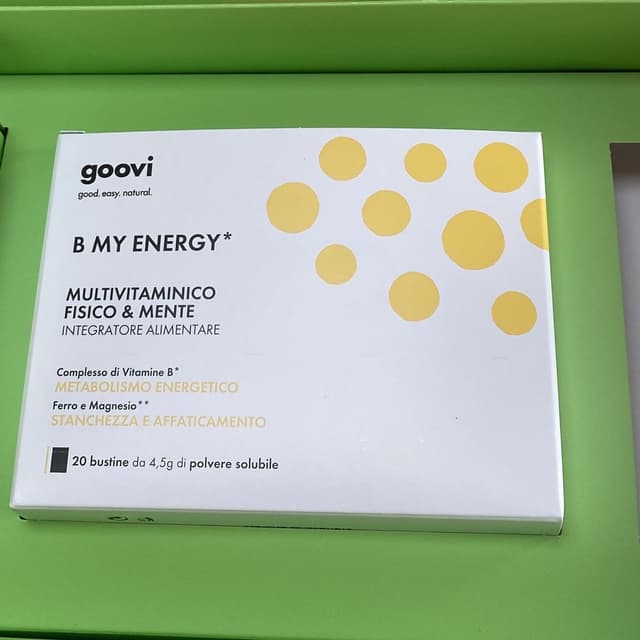 goovi
good. easy. natural.
B MY ENERGY*
MULTIVITAMINICO
FISICO & MENTE
INTEGRATORE ALIMENTARE
Complesso di Vitamine B*
METABOLISMO ENERGETICO
Ferro e Magnesio**
STANCHEZZA E AFFATICAMENTO
20 bustine da 4,5g di polvere solubile